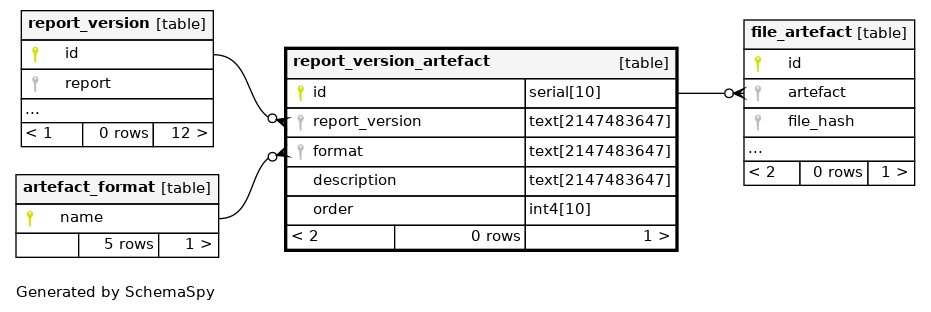 report_version [table]
id
report
...
< 1 0 rows 12 >
artefact_format [table]
name
5 rows 1 >
report_version_artefact [table]
id serial[10]
report_version text[2147483647]
format text[2147483647]
description text[2147483647]
order int4[10]
< 2 0 rows 1 >
file_artefact [table]
id
artefact
file_hash
...
< 2 0 rows 1 >
Generated by SchemaSpy